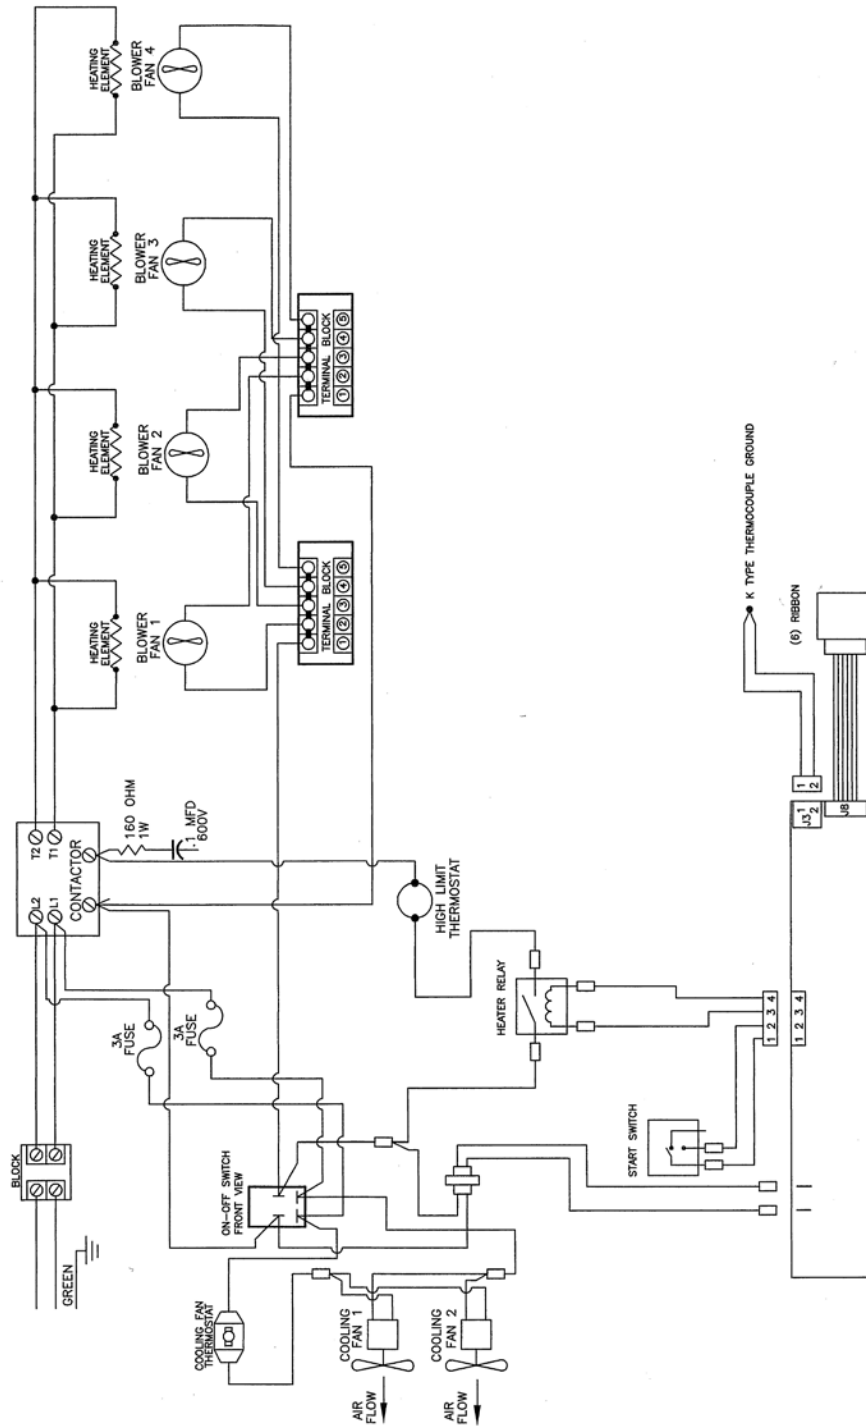 BLOCK
GREEN
COOLING FAN
THERMOSTAT
ON-OFF SWITCH
FRONT VIEW
3A
FUSE
3A
FUSE
L2
L1
T2
T1
CONTACTOR
160 OHM
1W
.1 MFD
600V
HEATING
ELEMENT
HEATING
ELEMENT
HEATING
ELEMENT
HEATING
ELEMENT
BLOWER
FAN 1
BLOWER
FAN 2
BLOWER
FAN 3
BLOWER
FAN 4
TERMINAL BLOCK
1 2 3 4 5
TERMINAL BLOCK
1 2 3 4 5
HIGH LIMIT
THERMOSTAT
HEATER RELAY
COOLING
FAN 1
COOLING
FAN 2
AIR
FLOW
AIR
FLOW
START SWITCH
1 2 3 4
1 2 3 4
K TYPE THERMOCOUPLE GROUND
(6) RIBBON
1
2
J3 1
2
J8